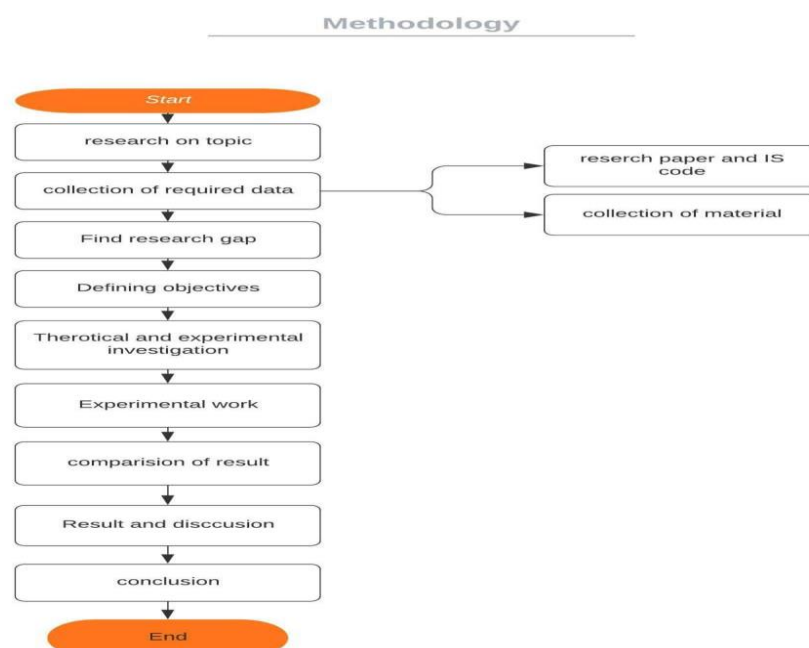 Methodology
Start
research on topic
collection of required data
reserch paper and IS
code
collection of material
Find research gap
Defining objectives
Therotical and experimental
investigation
Experimental work
comparision of result
Result and disccusion
conclusion
End